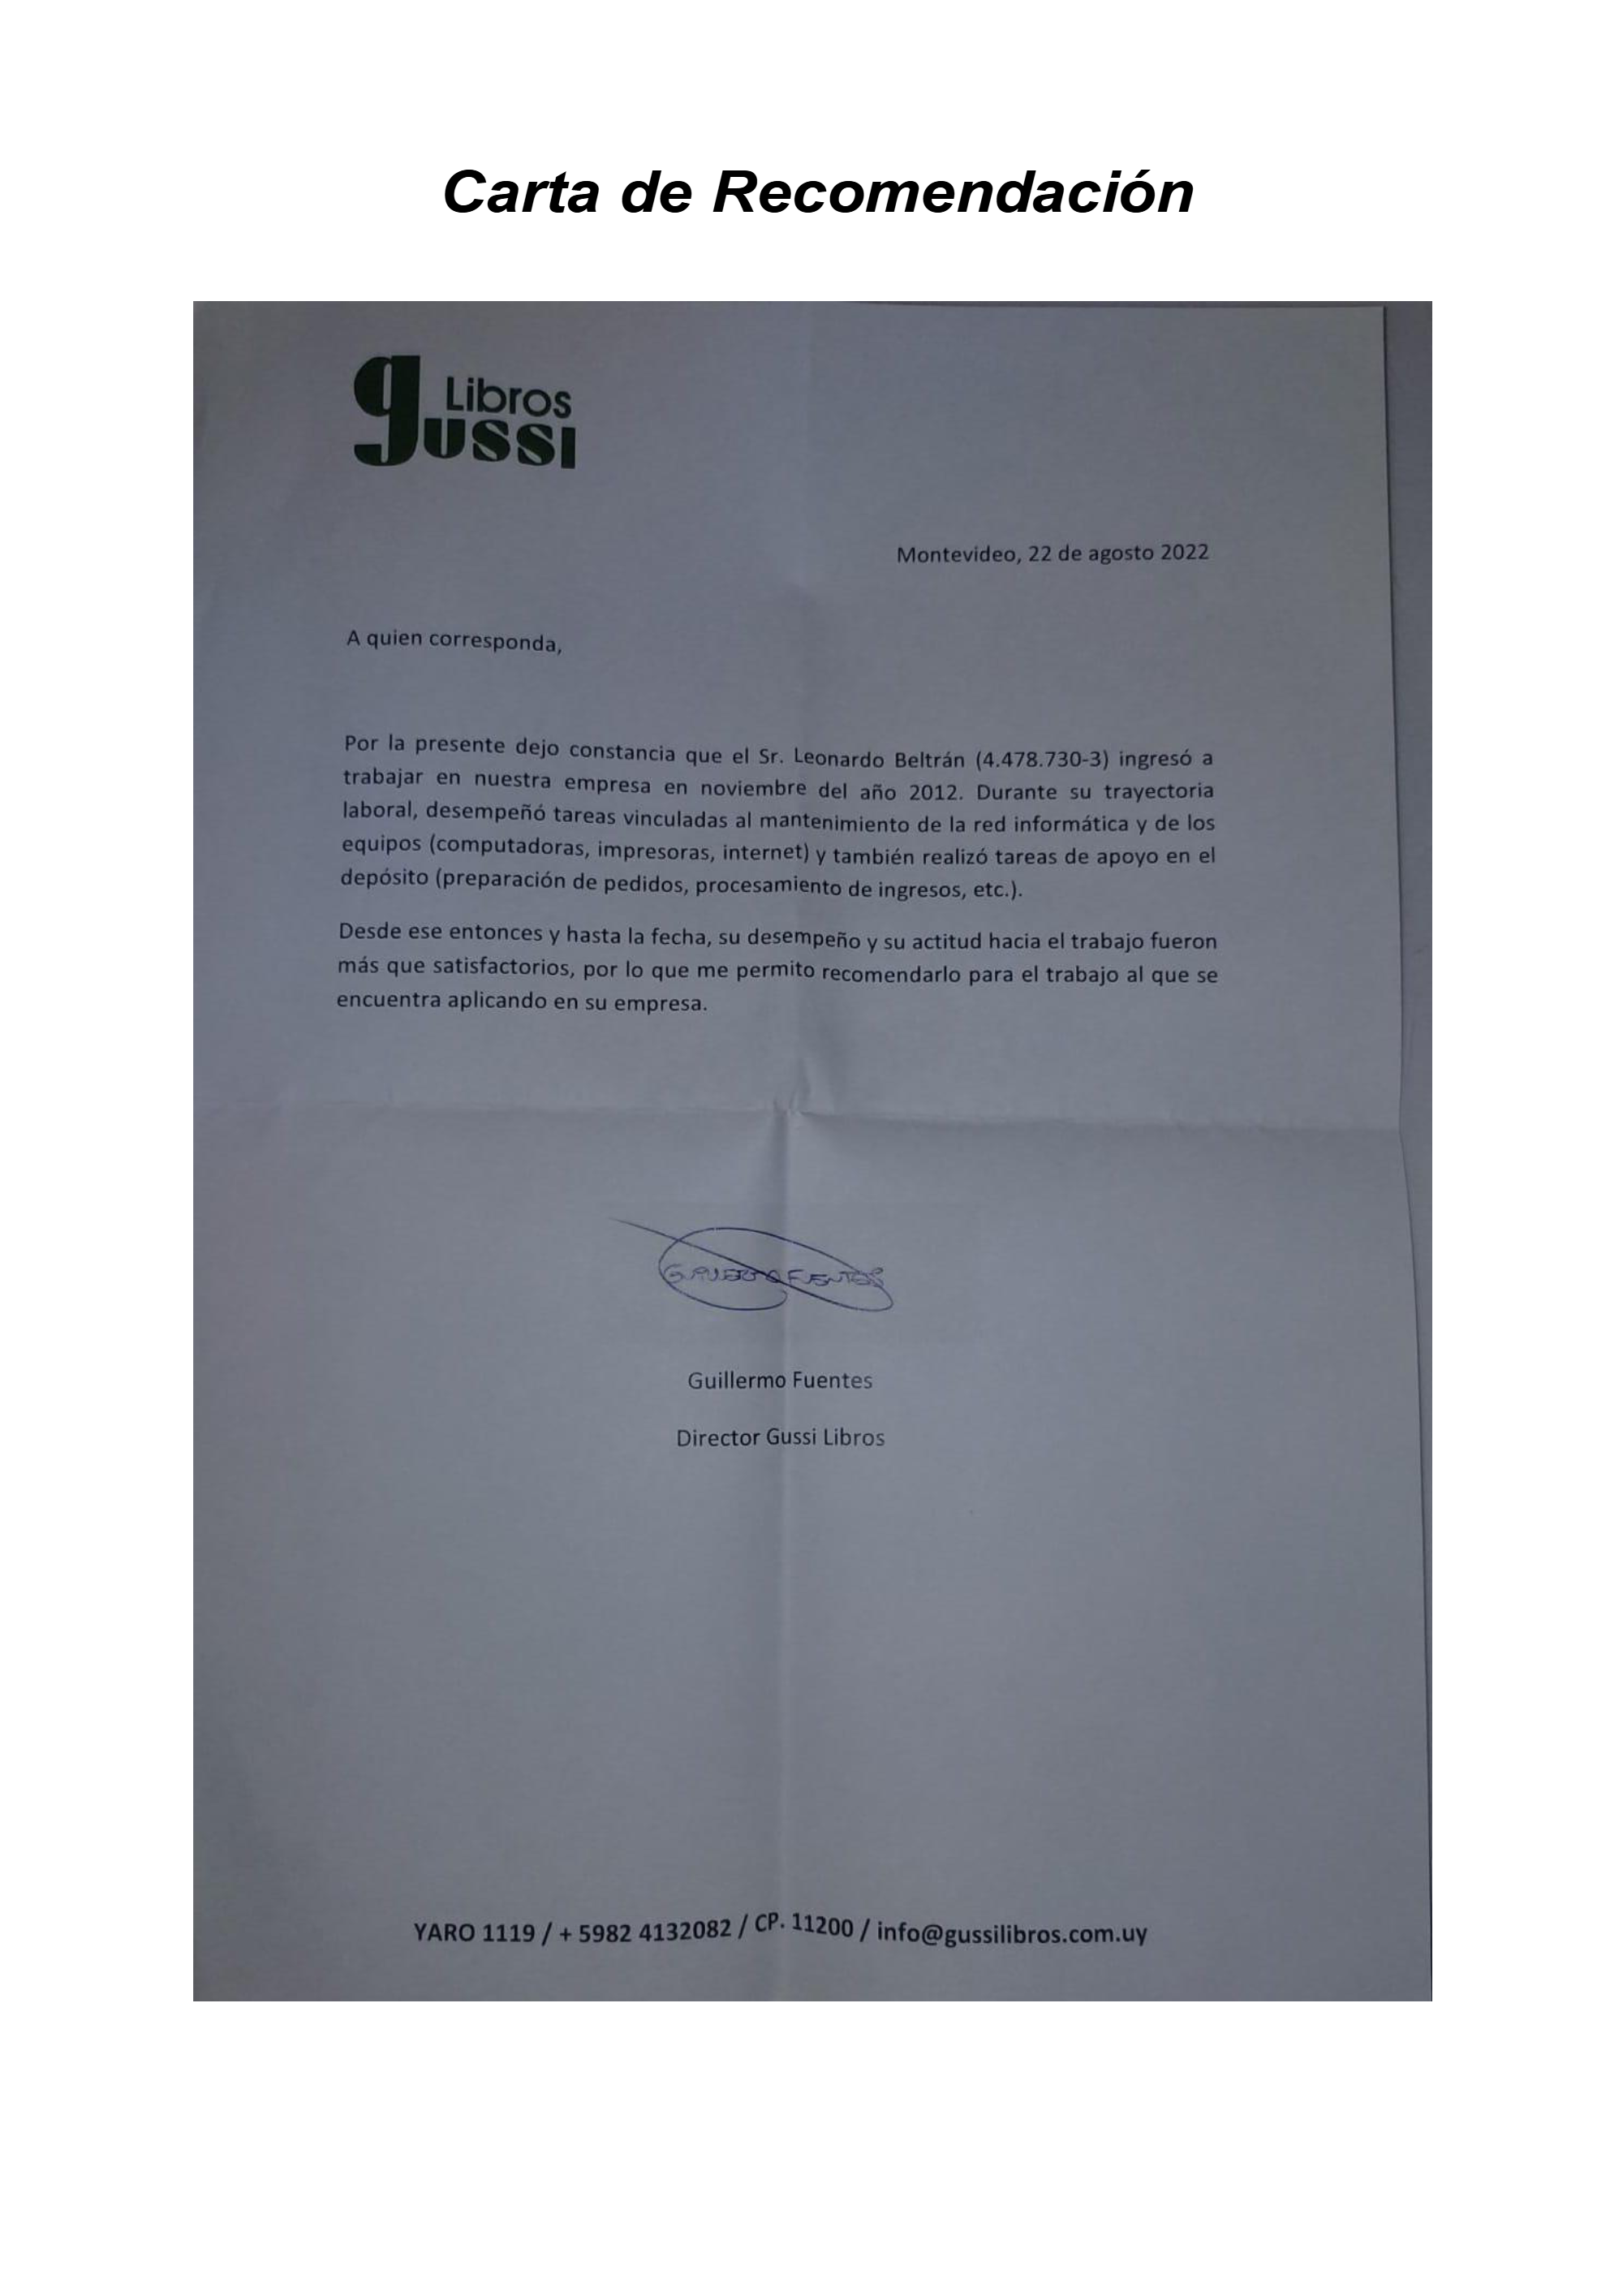 Carta de Recomendación
Libros
gussi
Montevideo, 22 de agosto 2022
A quien corresponda,
Por la presente dejo constancia que el Sr. Leonardo Beltrán (4.478.730-3) ingresó a
trabajar en nuestra empresa en noviembre del año 2012. Durante su trayectoria
laboral, desempeñó tareas vinculadas al mantenimiento de la red informática y de los
equipos (computadoras, impresoras, internet) y también realizó tareas de apoyo en el
depósito (preparación de pedidos, procesamiento de ingresos, etc.).
Desde ese entonces y hasta la fecha, su desempeño y su actitud hacia el trabajo fueron
más que satisfactorios, por lo que me permito recomendarlo para el trabajo al que se
encuentra aplicando en su empresa.
GUILLERMO FUENTES
Guillermo Fuentes
Director Gussi Libros
YARO 1119 / + 5982 4132082 / CP. 11200 / info@gussilibros.com.uy